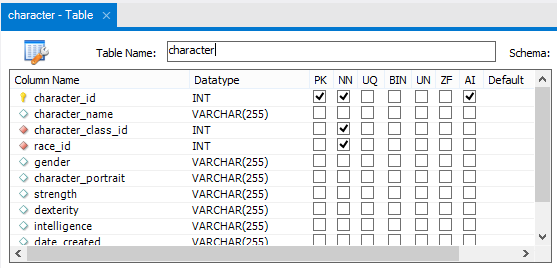 character - Table ×
Table Name: character Schema:
Column Name Datatype PK NN UQ BIN UN ZF AI Default
character_id INT
character_name VARCHAR(255)
character_class_id INT
race_id INT
gender VARCHAR(255)
character_portrait VARCHAR(255)
strength VARCHAR(255)
dexterity VARCHAR(255)
intelligence VARCHAR(255)
date_created VARCHAR(255)